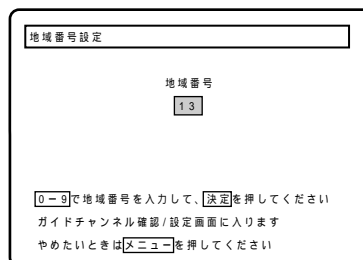 地域番号設定
地域番号
13
0－9で地域番号を入力して、決定を押してください
ガイドチャンネル確認/設定画面に入ります
やめたいときはメニューを押してください